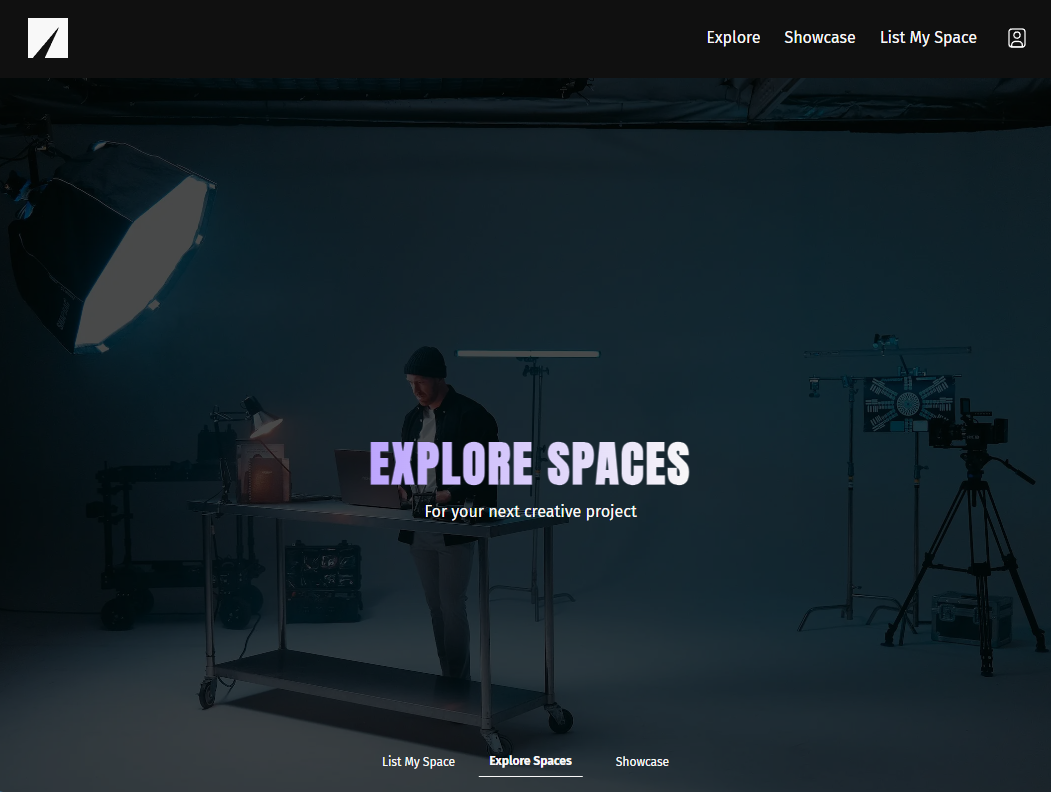 Explore
Showcase
List My Space
EXPLORE SPACES
For your next creative project
List My Space
Explore Spaces
Showcase